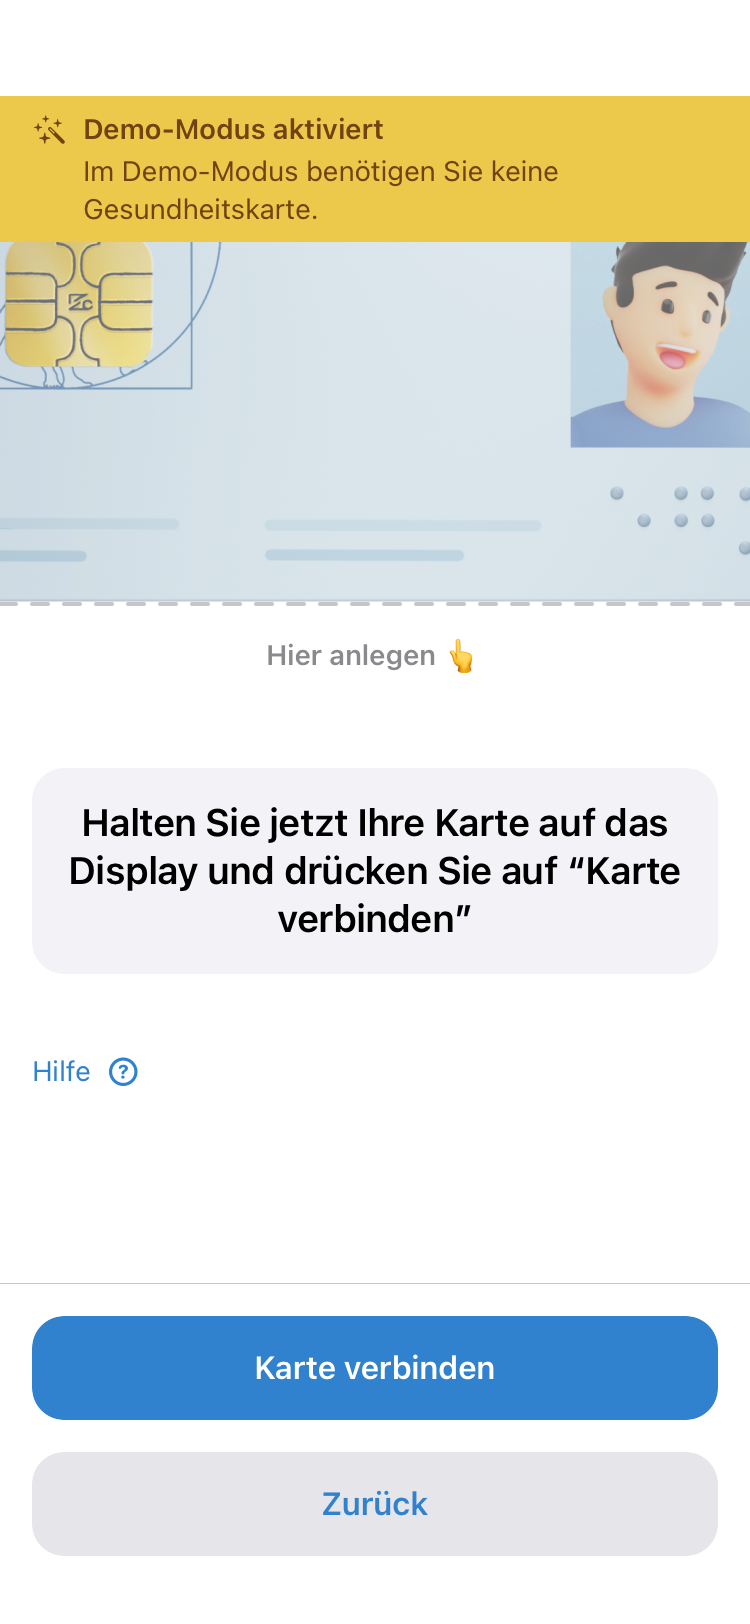 Demo-Modus aktiviert
Im Demo-Modus benötigen Sie keine
Gesundheitskarte.
Hier anlegen 👆
Halten Sie jetzt Ihre Karte auf das
Display und drücken Sie auf “Karte
verbinden”
Hilfe
Karte verbinden
Zurück